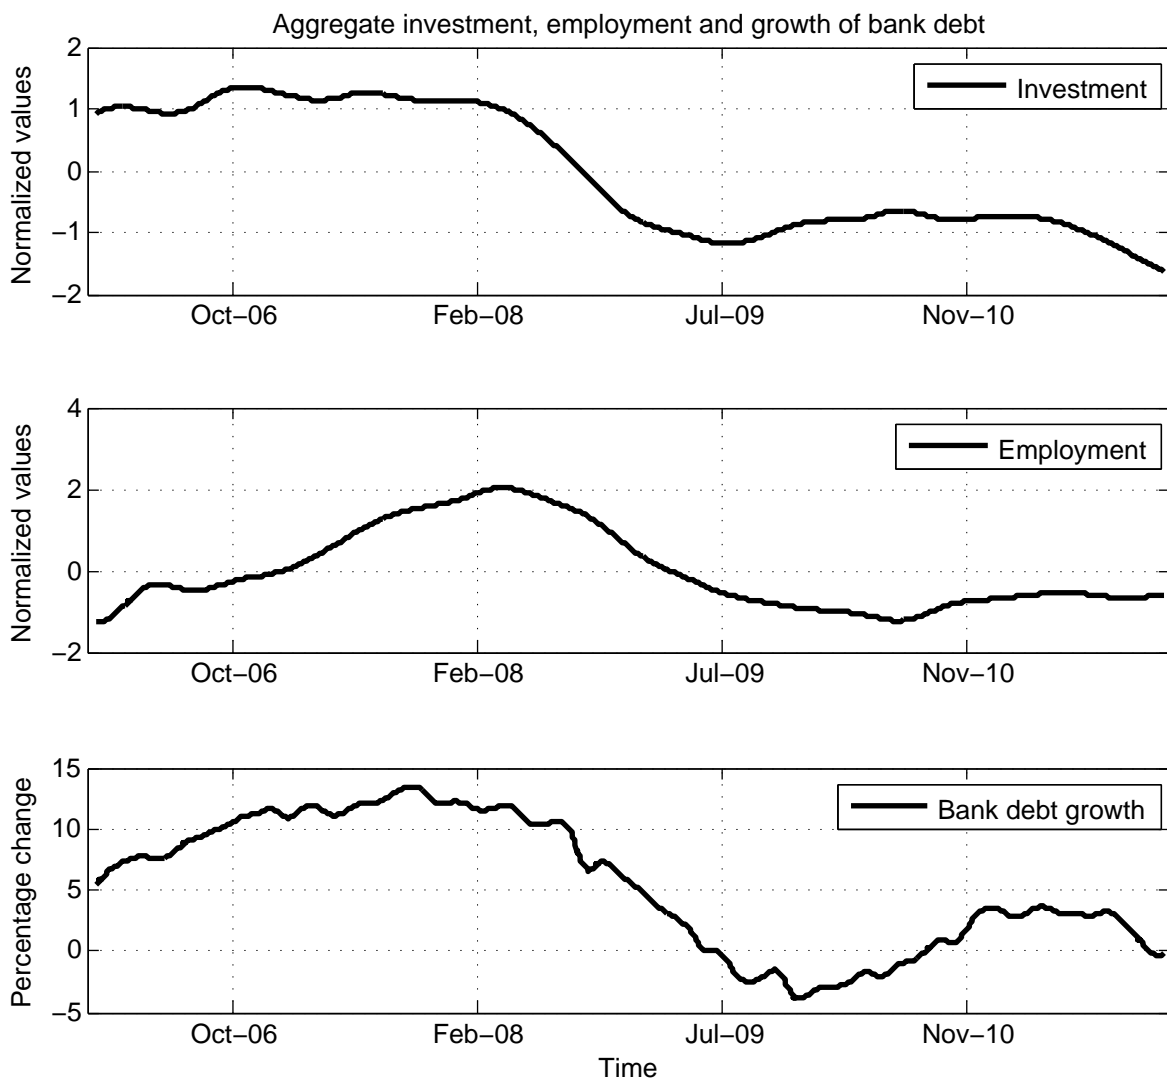 Aggregate investment, employment and growth of bank debt
Normalized values
2
1
0
−1
−2
Investment
Oct−06 Feb−08 Jul−09 Nov−10
Normalized values
4
2
0
−2
Employment
Oct−06 Feb−08 Jul−09 Nov−10
Percentage change
15
10
5
0
−5
Bank debt growth
Oct−06 Feb−08 Jul−09 Nov−10
Time